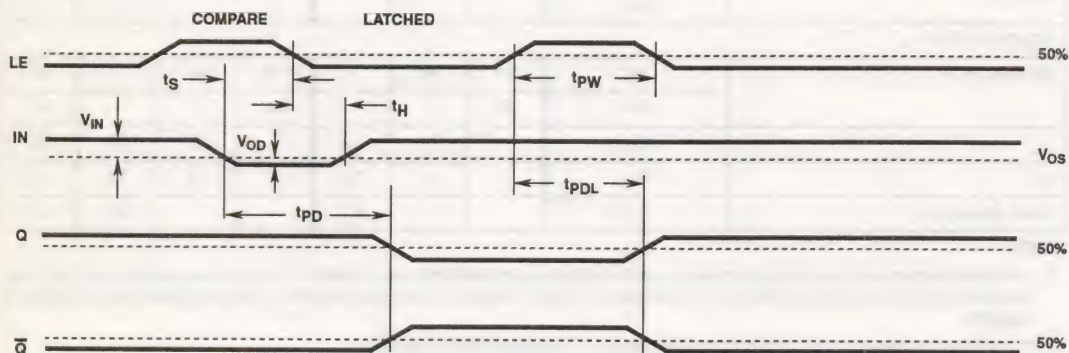 COMPARE LATCHED
LE 50%
tS tPW
tH
VIN
IN VOD
VOS
tPDL
tPD
Q 50%
Q̅ 50%